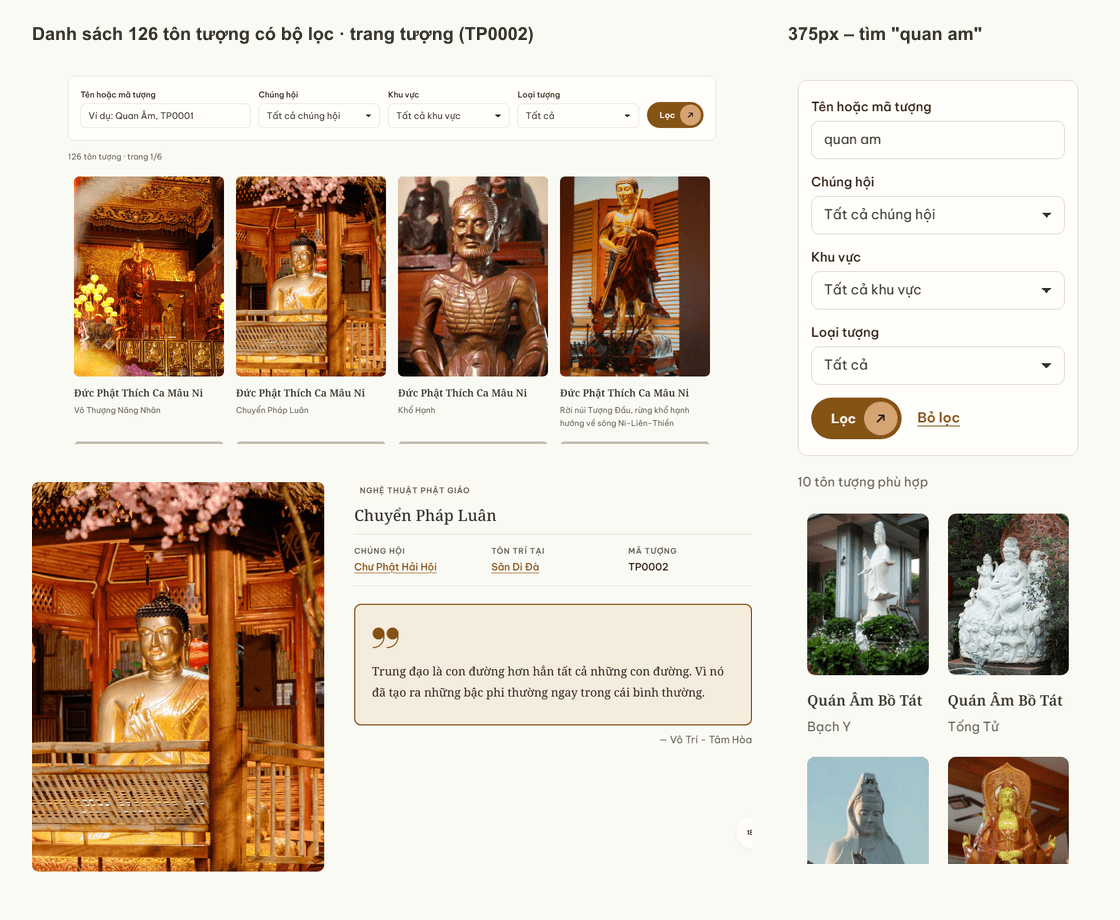 Danh sách 126 tôn tượng có bộ lọc · trang tượng (TP0002)
Tên hoặc mã tượng
Chúng hội
Khu vực
Loại tượng
Ví dụ: Quan Âm, TP0001
Tất cả chúng hội
Tất cả khu vực
Tất cả
Lọc
126 tôn tượng · trang 1/6
Đức Phật Thích Ca Mâu Ni
Vô Thượng Năng Nhân
Đức Phật Thích Ca Mâu Ni
Chuyển Pháp Luân
Đức Phật Thích Ca Mâu Ni
Khổ Hạnh
Đức Phật Thích Ca Mâu Ni
Rời núi Tượng Đầu, rừng khổ hạnh
hướng về sông Ni-Liên-Thiền
NGHỆ THUẬT PHẬT GIÁO
Chuyển Pháp Luân
CHÚNG HỘI
TÔN TRÍ TẠI
MÃ TƯỢNG
Chư Phật Hải Hội
Sân Di Đà
TP0002
Trung đạo là con đường hơn hẳn tất cả những con đường. Vì nó
đã tạo ra những bậc phi thường ngay trong cái bình thường.
— Vô Trí - Tâm Hòa
375px — tìm "quan am"
Tên hoặc mã tượng
quan am
Chúng hội
Tất cả chúng hội
Khu vực
Tất cả khu vực
Loại tượng
Tất cả
Lọc
Bỏ lọc
10 tôn tượng phù hợp
Quán Âm Bồ Tát
Bạch Y
Quán Âm Bồ Tát
Tống Tử